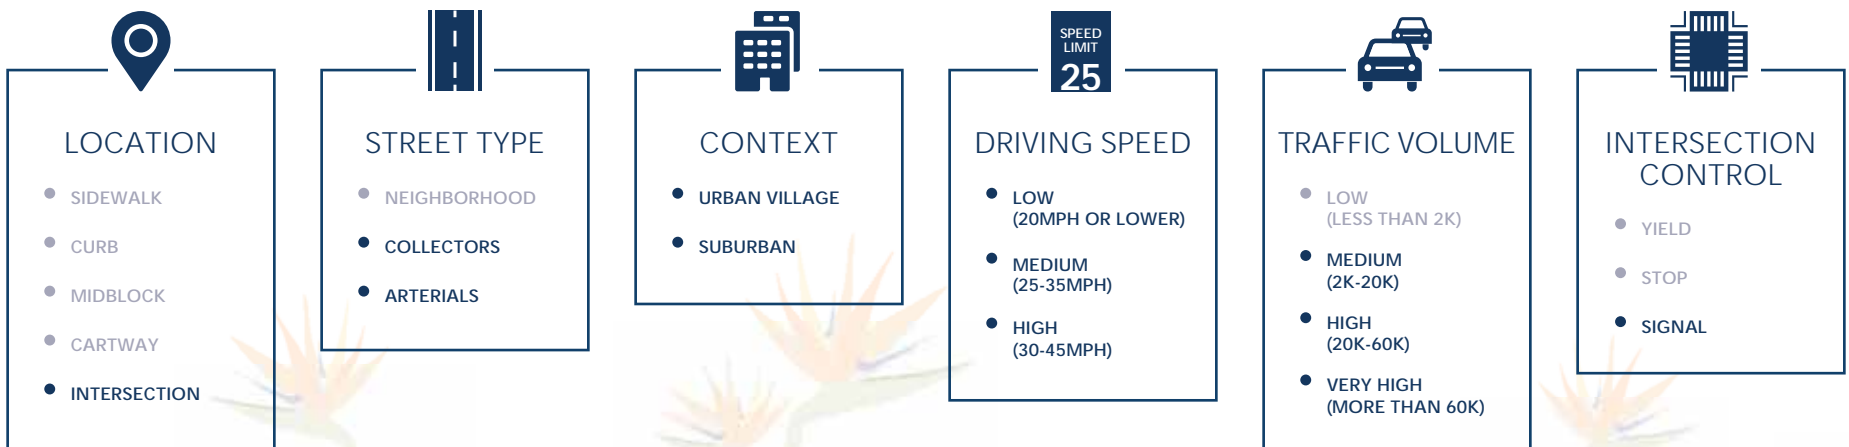 LOCATION
SIDEWALK
CURB
MIDBLOCK
CARTWAY
INTERSECTION
STREET TYPE
NEIGHBORHOOD
COLLECTORS
ARTERIALS
CONTEXT
URBAN VILLAGE
SUBURBAN
SPEED
LIMIT
25
DRIVING SPEED
LOW
(20MPH OR LOWER)
MEDIUM
(25-35MPH)
HIGH
(30-45MPH)
TRAFFIC VOLUME
LOW
(LESS THAN 2K)
MEDIUM
(2K-20K)
HIGH
(20K-60K)
VERY HIGH
(MORE THAN 60K)
INTERSECTION
CONTROL
YIELD
STOP
SIGNAL